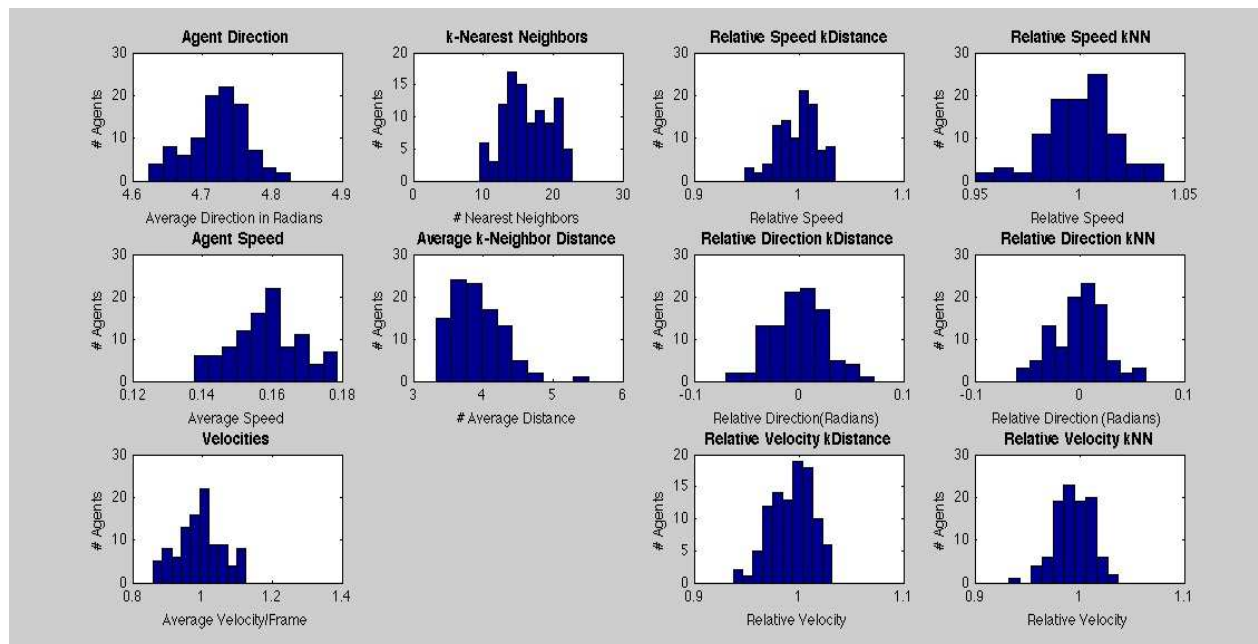 Agent Direction
# Agents
30
20
10
0
4.6
4.7
4.8
4.9
Average Direction in Radians
k-Nearest Neighbors
# Agents
20
15
10
5
0
0
10
20
30
# Nearest Neighbors
Relative Speed kDistance
# Agents
30
20
10
0
0.9
1
1.1
Relative Speed
Relative Speed kNN
# Agents
30
20
10
0
0.95
1
1.05
Relative Speed
Agent Speed
# Agents
30
20
10
0
0.12
0.14
0.16
0.18
Average Speed
Average k-Neighbor Distance
# Agents
30
20
10
0
3
4
5
6
# Average Distance
Relative Direction kDistance
# Agents
30
20
10
0
-0.1
0
0.1
Relative Direction(Radians)
Relative Direction kNN
# Agents
30
20
10
0
-0.1
0
0.1
Relative Direction (Radians)
Velocities
# Agents
30
20
10
0
0.8
1
1.2
1.4
Average Velocity/Frame
Relative Velocity kDistance
# Agents
20
15
10
5
0
0.9
1
1.1
Relative Velocity
Relative Velocity kNN
# Agents
30
20
10
0
0.9
1
1.1
Relative Velocity